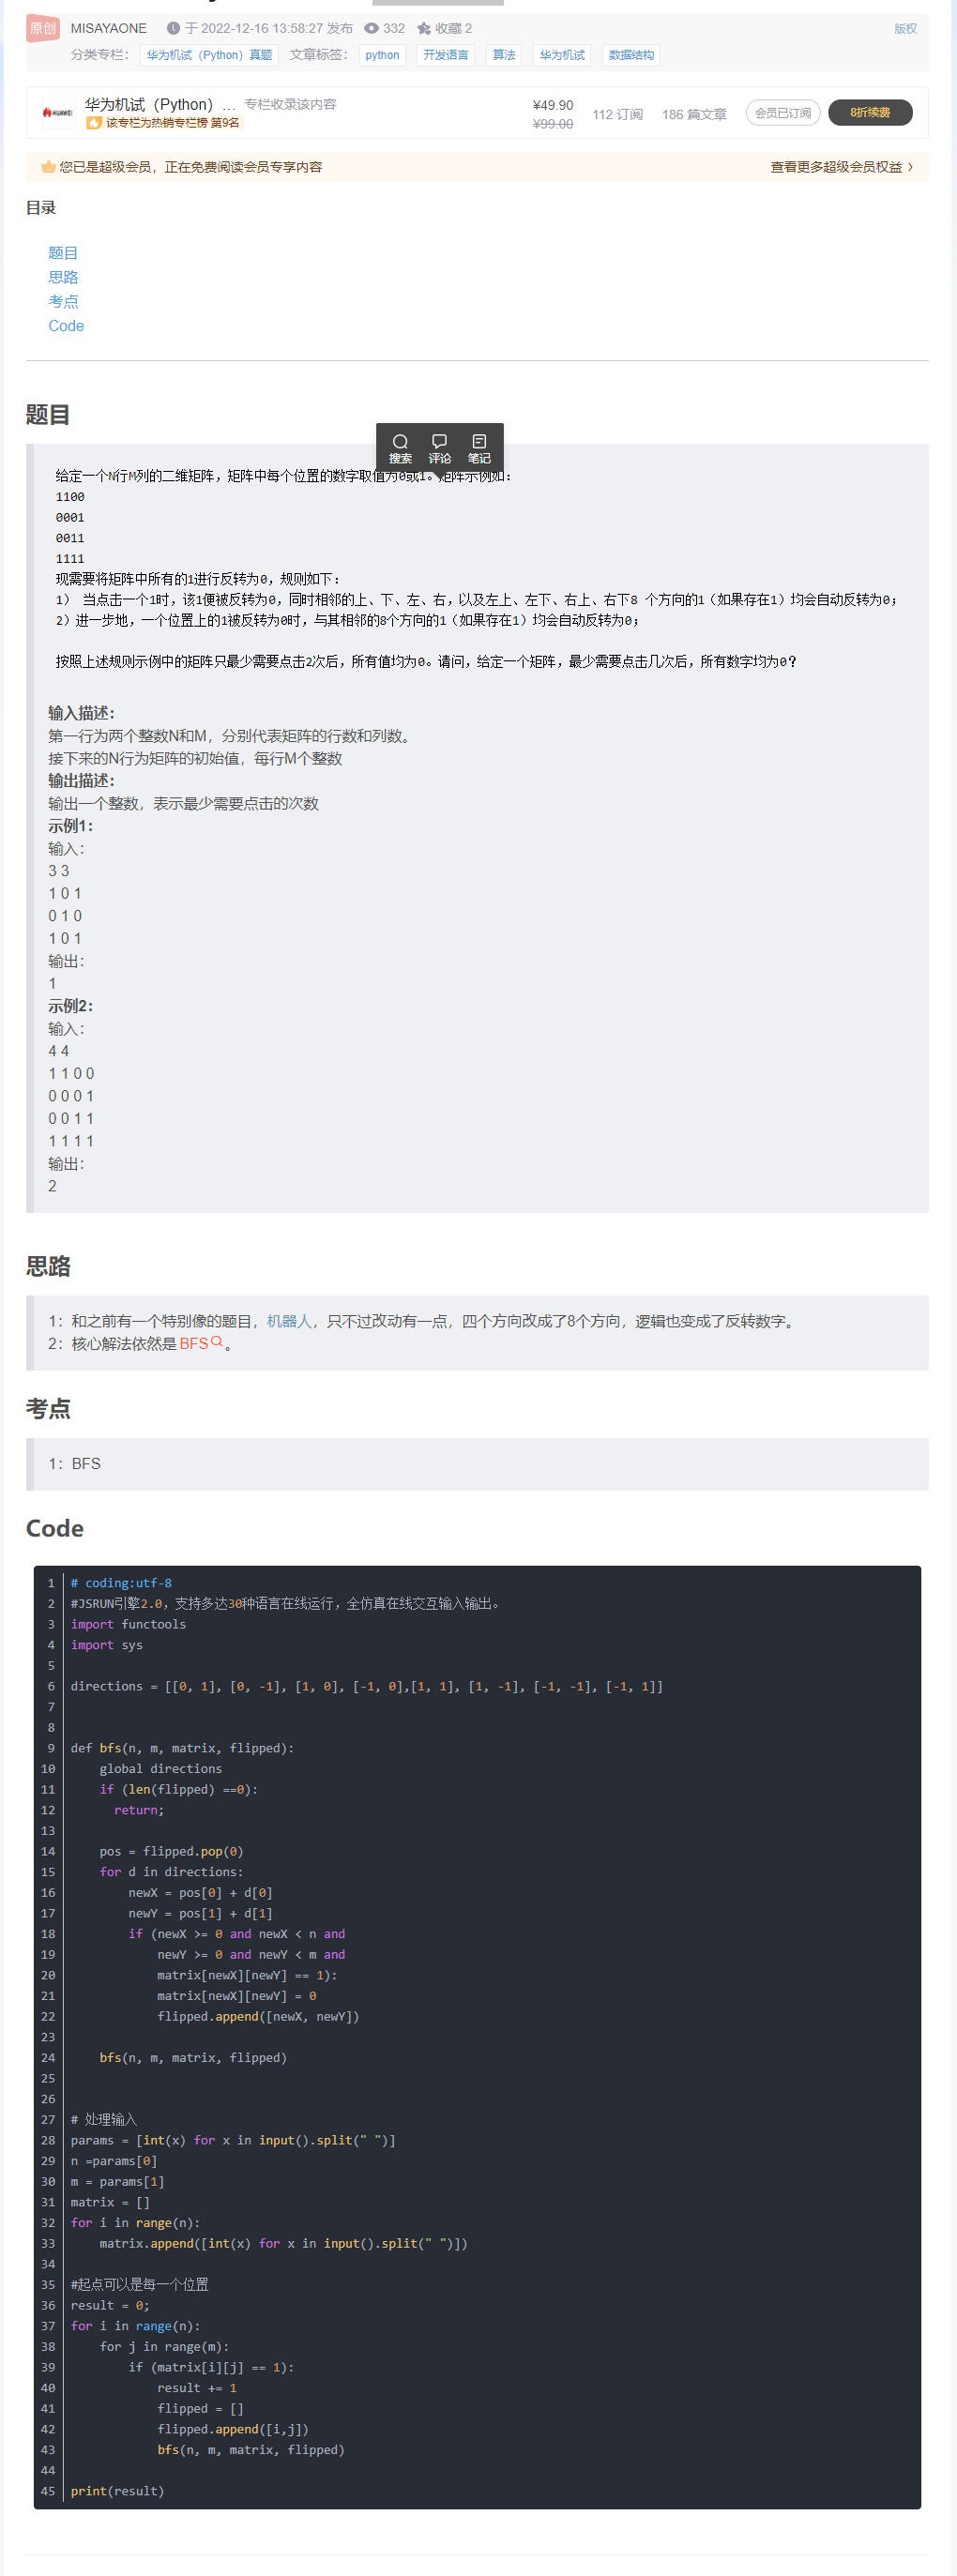 原创 MISAYAONE 于 2022-12-16 13:58:27 发布 332 收藏 2 版权
分类专栏： 华为机试（Python）真题 文章标签： python 开发语言 算法 华为机试 数据结构
HUAWEI 华为机试（Python）... 专栏收录该内容
该专栏为热销专栏榜 第9名
¥49.90
¥99.00
112 订阅 186 篇文章 会员已订阅 8折续费
您已是超级会员，正在免费阅读会员专享内容 查看更多超级会员权益 >
目录
题目
思路
考点
Code
题目
搜索 评论 笔记
给定一个N行M列的二维矩阵，矩阵中每个位置的数字取值为0或1。矩阵示例如：
1100
0001
0011
1111
现需要将矩阵中所有的1进行反转为0，规则如下：
1） 当点击一个1时，该1便被反转为0，同时相邻的上、下、左、右，以及左上、左下、右上、右下8 个方向的1（如果存在1）均会自动反转为0；
2）进一步地，一个位置上的1被反转为0时，与其相邻的8个方向的1（如果存在1）均会自动反转为0；
按照上述规则示例中的矩阵只最少需要点击2次后，所有值均为0。请问，给定一个矩阵，最少需要点击几次后，所有数字均为0？
输入描述：
第一行为两个整数N和M，分别代表矩阵的行数和列数。
接下来的N行为矩阵的初始值，每行M个整数
输出描述：
输出一个整数，表示最少需要点击的次数
示例1：
输入：
3 3
1 0 1
0 1 0
1 0 1
输出：
1
示例2：
输入：
4 4
1 1 0 0
0 0 0 1
0 0 1 1
1 1 1 1
输出：
2
思路
1：和之前有一个特别像的题目，机器人，只不过改动有一点，四个方向改成了8个方向，逻辑也变成了反转数字。
2：核心解法依然是 BFS 。
考点
1：BFS
Code
1 # coding:utf-8
2 #JSRUN引擎2.0，支持多达30种语言在线运行，全仿真在线交互输入输出。
3 import functools
4 import sys
5
6 directions = [[0, 1], [0, -1], [1, 0], [-1, 0],[1, 1], [1, -1], [-1, -1], [-1, 1]]
7
8
9 def bfs(n, m, matrix, flipped):
10     global directions
11     if (len(flipped) ==0):
12       return;
13
14     pos = flipped.pop(0)
15     for d in directions:
16         newX = pos[0] + d[0]
17         newY = pos[1] + d[1]
18         if (newX >= 0 and newX < n and
19             newY >= 0 and newY < m and
20             matrix[newX][newY] == 1):
21             matrix[newX][newY] = 0
22             flipped.append([newX, newY])
23
24     bfs(n, m, matrix, flipped)
25
26
27 # 处理输入
28 params = [int(x) for x in input().split(" ")]
29 n =params[0]
30 m = params[1]
31 matrix = []
32 for i in range(n):
33     matrix.append([int(x) for x in input().split(" ")])
34
35 #起点可以是每一个位置
36 result = 0;
37 for i in range(n):
38     for j in range(m):
39         if (matrix[i][j] == 1):
40             result += 1
41             flipped = []
42             flipped.append([i,j])
43             bfs(n, m, matrix, flipped)
44
45 print(result)